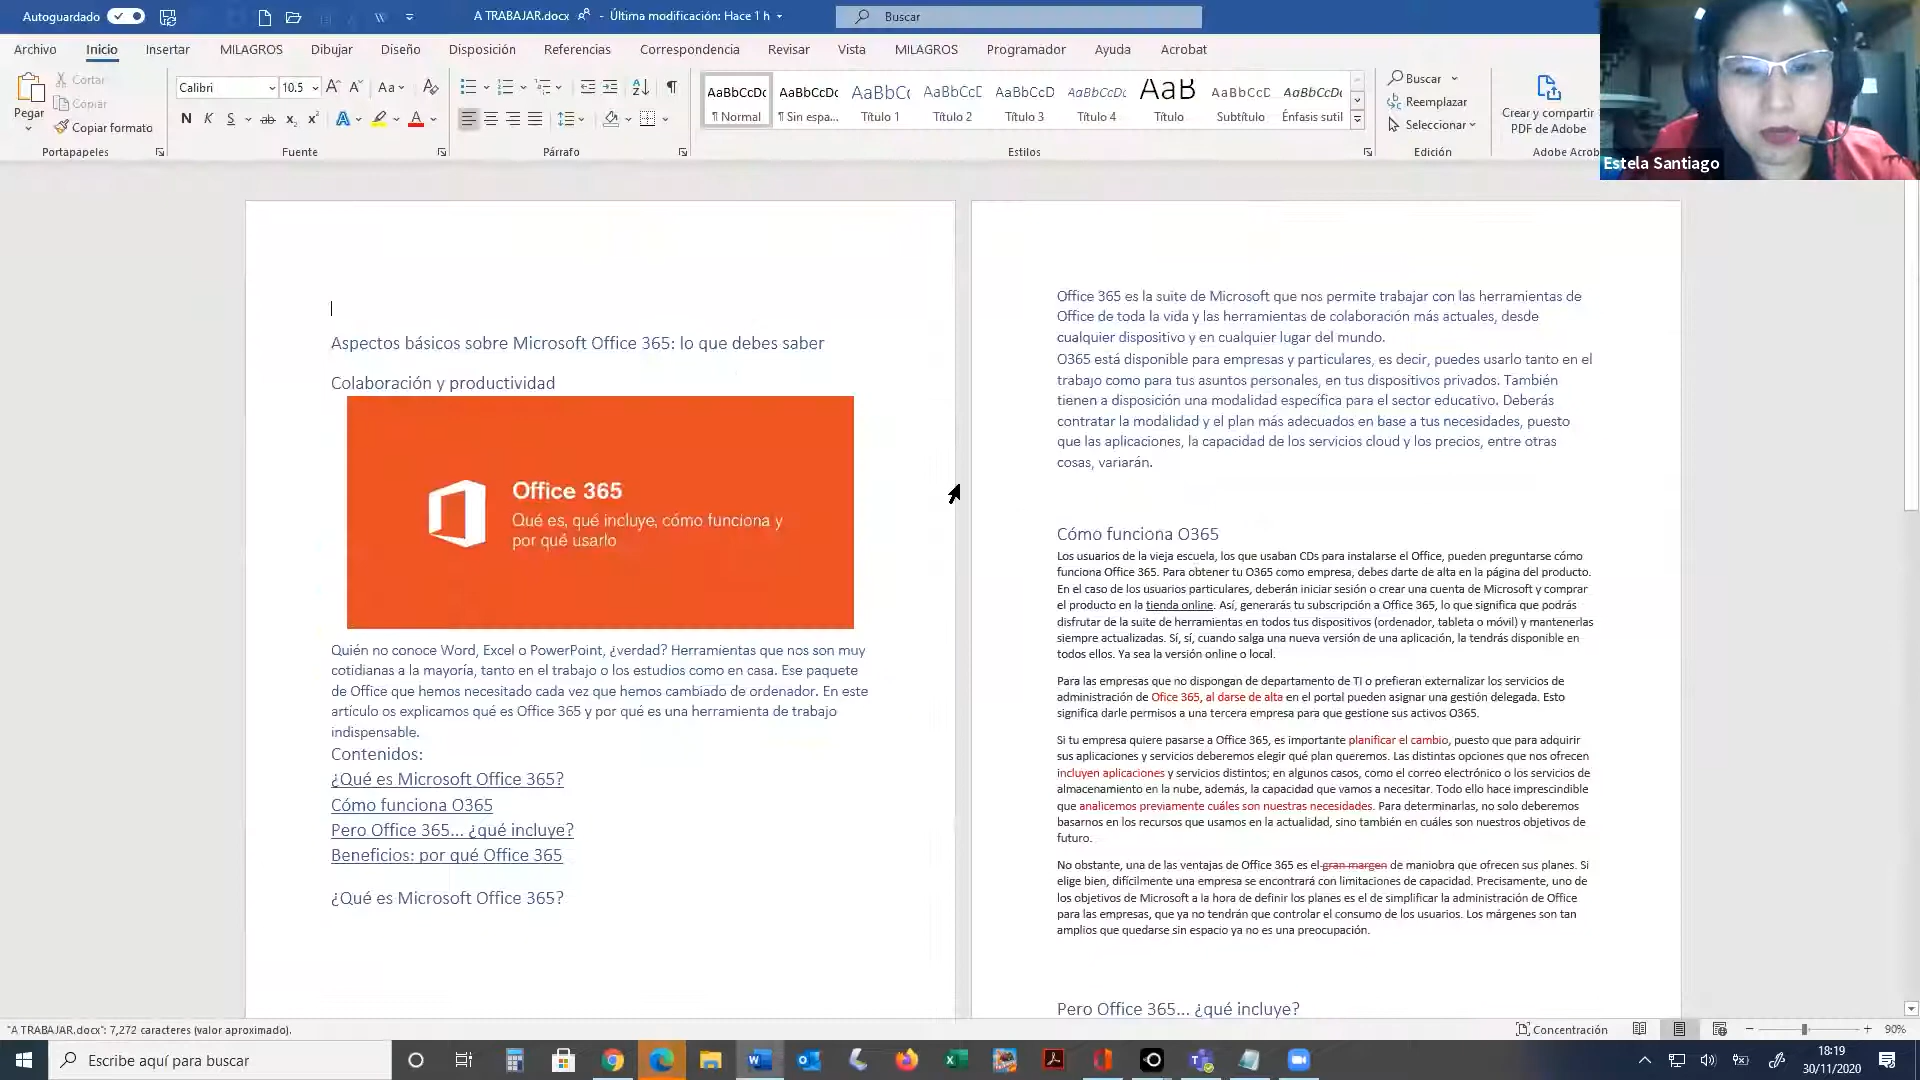 Autoguardado
A TRABAJAR.docx
- Última modificación: Hace 1 h
Buscar
Archivo
Inicio
Insertar
MILAGROS
Dibujar
Diseño
Disposición
Referencias
Correspondencia
Revisar
Vista
MILAGROS
Programador
Ayuda
Acrobat
Pegar
Cortar
Copiar
Copiar formato
Portapapeles
Calibri
10.5
Fuente
Párrafo
AaBbCcDc
¶ Normal
AaBbCcDc
¶ Sin espa...
AaBbCc
Título 1
AaBbCcD
Título 2
AaBbCcD
Título 3
AaBbCcDc
Título 4
AaB
Título
AaBbCcD
Subtítulo
AaBbCcDc
Énfasis sutil
Estilos
Buscar
Reemplazar
Seleccionar
Edición
Crear y compartir
PDF de Adobe
Adobe Acrob
Estela Santiago
Aspectos básicos sobre Microsoft Office 365: lo que debes saber
Colaboración y productividad
Office 365
Qué es, qué incluye, cómo funciona y
por qué usarlo
Quién no conoce Word, Excel o PowerPoint, ¿verdad? Herramientas que nos son muy
cotidianas a la mayoría, tanto en el trabajo o los estudios como en casa. Ese paquete
de Office que hemos necesitado cada vez que hemos cambiado de ordenador. En este
artículo os explicamos qué es Office 365 y por qué es una herramienta de trabajo
indispensable.
Contenidos:
¿Qué es Microsoft Office 365?
Cómo funciona O365
Pero Office 365... ¿qué incluye?
Beneficios: por qué Office 365
¿Qué es Microsoft Office 365?
Office 365 es la suite de Microsoft que nos permite trabajar con las herramientas de
Office de toda la vida y las herramientas de colaboración más actuales, desde
cualquier dispositivo y en cualquier lugar del mundo.
O365 está disponible para empresas y particulares, es decir, puedes usarlo tanto en el
trabajo como para tus asuntos personales, en tus dispositivos privados. También
tienen a disposición una modalidad específica para el sector educativo. Deberás
contratar la modalidad y el plan más adecuados en base a tus necesidades, puesto
que las aplicaciones, la capacidad de los servicios cloud y los precios, entre otras
cosas, variarán.
Cómo funciona O365
Los usuarios de la vieja escuela, los que usaban CDs para instalarse el Office, pueden preguntarse cómo
funciona Office 365. Para obtener tu O365 como empresa, debes darte de alta en la página del producto.
En el caso de los usuarios particulares, deberán iniciar sesión o crear una cuenta de Microsoft y comprar
el producto en la tienda online. Así, generarás tu subscripción a Office 365, lo que significa que podrás
disfrutar de la suite de herramientas en todos tus dispositivos (ordenador, tableta o móvil) y mantenerlas
siempre actualizadas. Sí, sí, cuando salga una nueva versión de una aplicación, la tendrás disponible en
todos ellos. Ya sea la versión online o local.
Para las empresas que no dispongan de departamento de TI o prefieran externalizar los servicios de
administración de Ofice 365, al darse de alta en el portal pueden asignar una gestión delegada. Esto
significa darle permisos a una tercera empresa para que gestione sus activos O365.
Si tu empresa quiere pasarse a Office 365, es importante planificar el cambio, puesto que para adquirir
sus aplicaciones y servicios deberemos elegir qué plan queremos. Las distintas opciones que nos ofrecen
incluyen aplicaciones y servicios distintos; en algunos casos, como el correo electrónico o los servicios de
almacenamiento en la nube, además, la capacidad que vamos a necesitar. Todo ello hace imprescindible
que analicemos previamente cuáles son nuestras necesidades. Para determinarlas, no solo deberemos
basarnos en los recursos que usamos en la actualidad, sino también en cuáles son nuestros objetivos de
futuro.
No obstante, una de las ventajas de Office 365 es el gran margen de maniobra que ofrecen sus planes. Si
elige bien, difícilmente una empresa se encontrará con limitaciones de capacidad. Precisamente, uno de
los objetivos de Microsoft a la hora de definir los planes es el de simplificar la administración de Office
para las empresas, que ya no tendrán que controlar el consumo de los usuarios. Los márgenes son tan
amplios que quedarse sin espacio ya no es una preocupación.
Pero Office 365... ¿qué incluye?
"A TRABAJAR.docx": 7,272 caracteres (valor aproximado).
Concentración
90%
Escribe aquí para buscar
18:19
30/11/2020